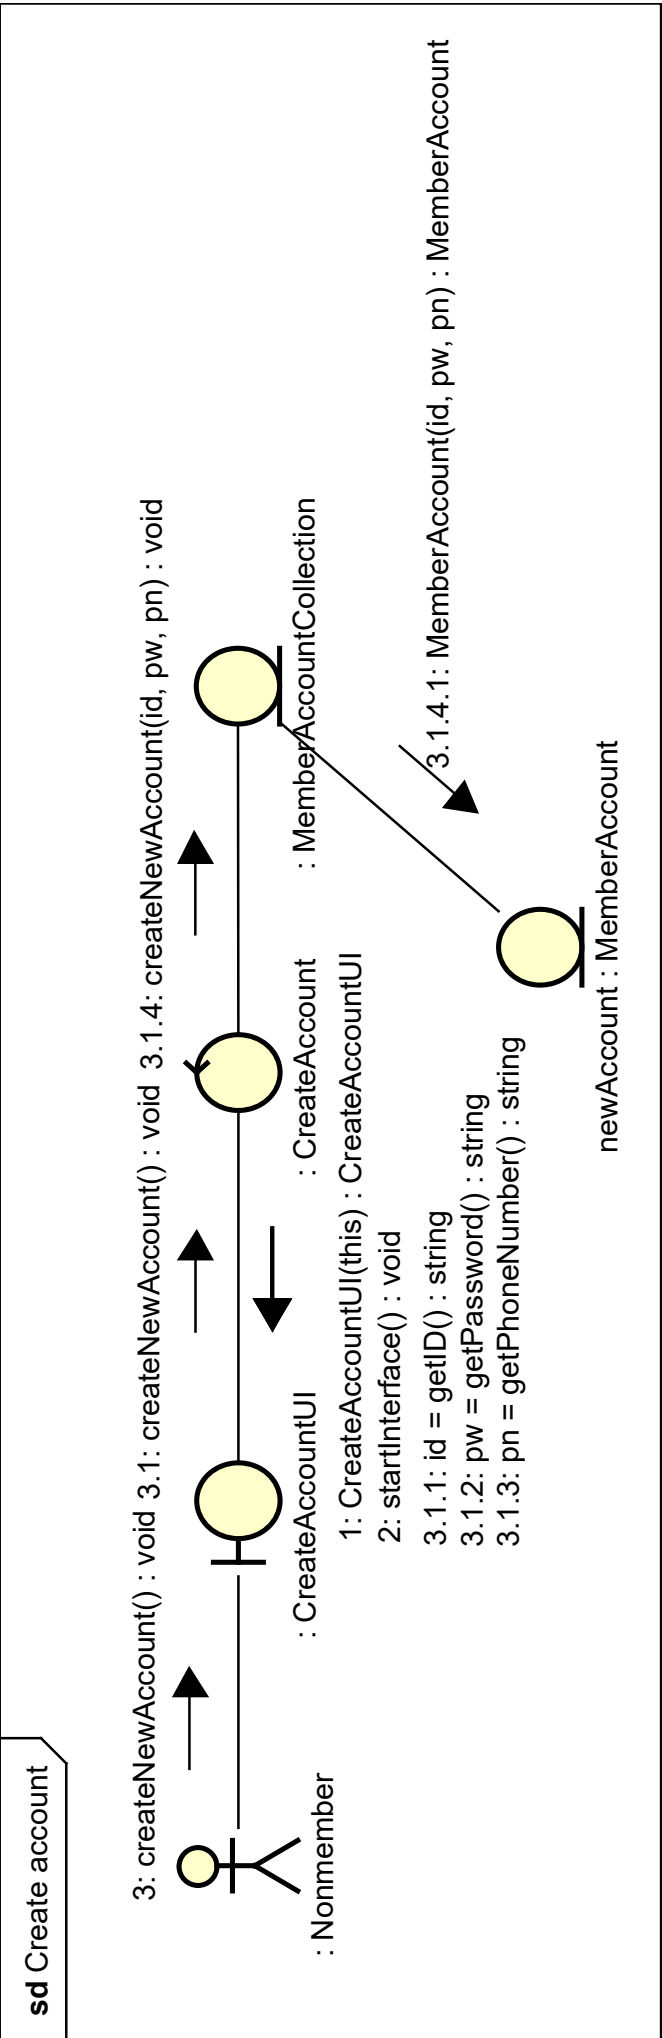 sd Create account
3: createNewAccount() : void
3.1: createNewAccount() : void
3.1.4: createNewAccount(id, pw, pn) : void
: Nonmember
: CreateAccountUI
: CreateAccount
: MemberAccountCollection
1: CreateAccountUI(this) : CreateAccountUI
2: startInterface() : void
3.1.1: id = getID() : string
3.1.2: pw = getPassword() : string
3.1.3: pn = getPhoneNumber() : string
3.1.4.1: MemberAccount(id, pw, pn) : MemberAccount
newAccount : MemberAccount